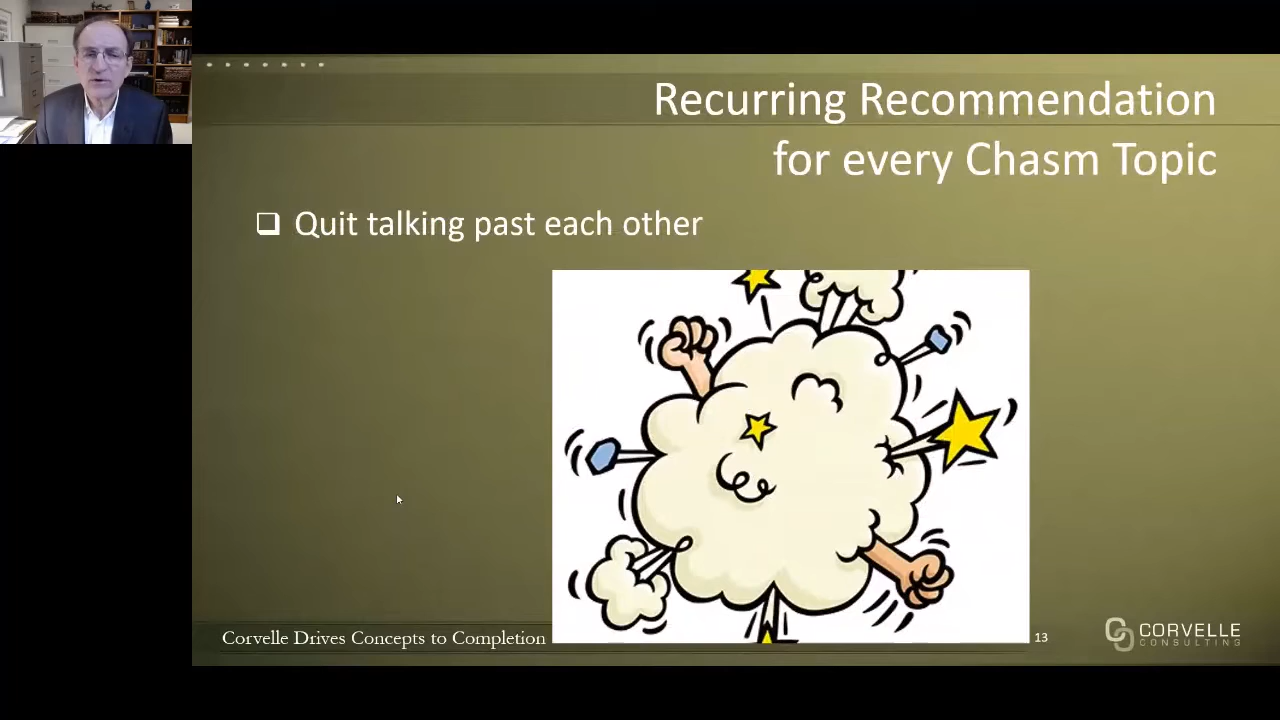 Recurring Recommendation
for every Chasm Topic
Quit talking past each other
Corvelle Drives Concepts to Completion
13
CORVELLE
CONSULTING